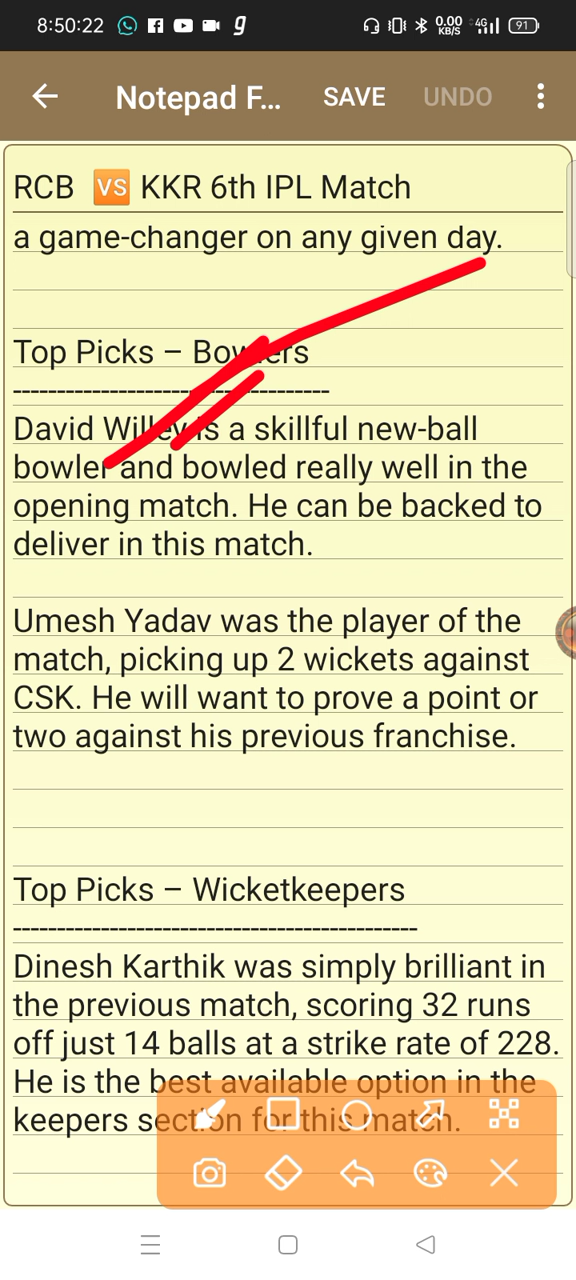 8:50:22 g 0.00 KB/S 4G 91
Notepad F... SAVE UNDO
RCB VS KKR 6th IPL Match
a game-changer on any given day.
Top Picks – Bowlers
------------------------------------
David Willey is a skillful new-ball
bowler and bowled really well in the
opening match. He can be backed to
deliver in this match.
Umesh Yadav was the player of the
match, picking up 2 wickets against
CSK. He will want to prove a point or
two against his previous franchise.
Top Picks – Wicketkeepers
----------------------------------------------
Dinesh Karthik was simply brilliant in
the previous match, scoring 32 runs
off just 14 balls at a strike rate of 228.
He is the best available option in the
keepers section for this match.